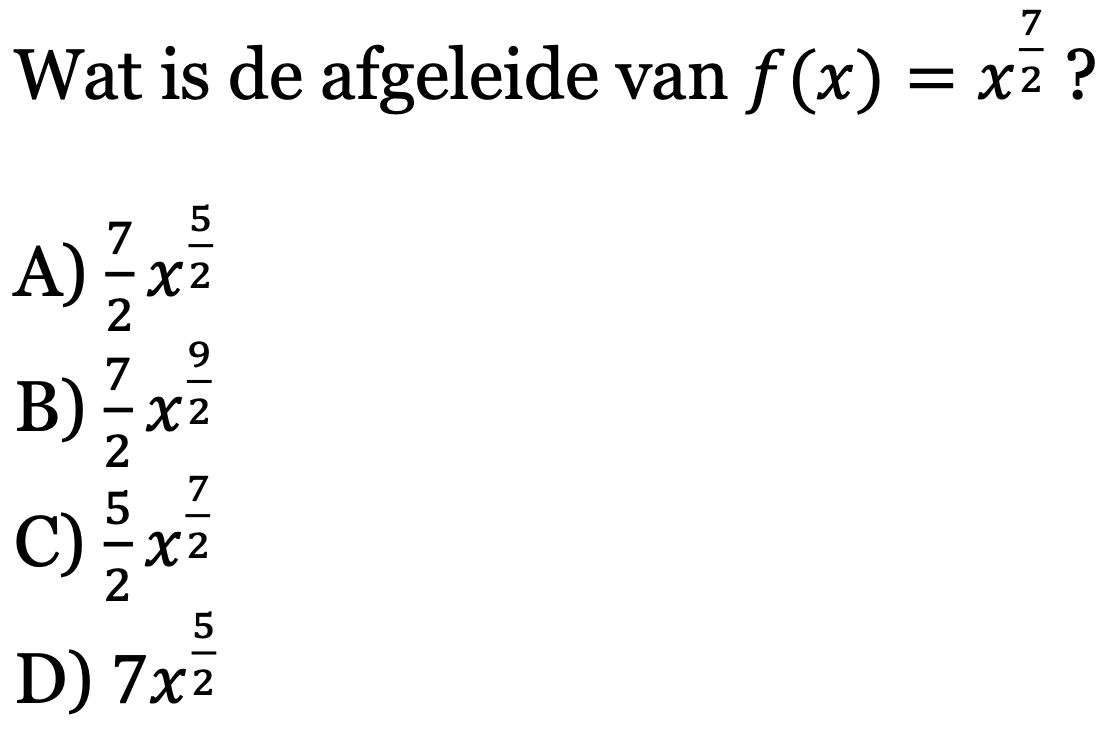 Wat is de afgeleide van $f(x) = x^{\frac{7}{2}}$ ?
A) $\frac{7}{2}x^{\frac{5}{2}}$
B) $\frac{7}{2}x^{\frac{9}{2}}$
C) $\frac{5}{2}x^{\frac{7}{2}}$
D) $7x^{\frac{5}{2}}$